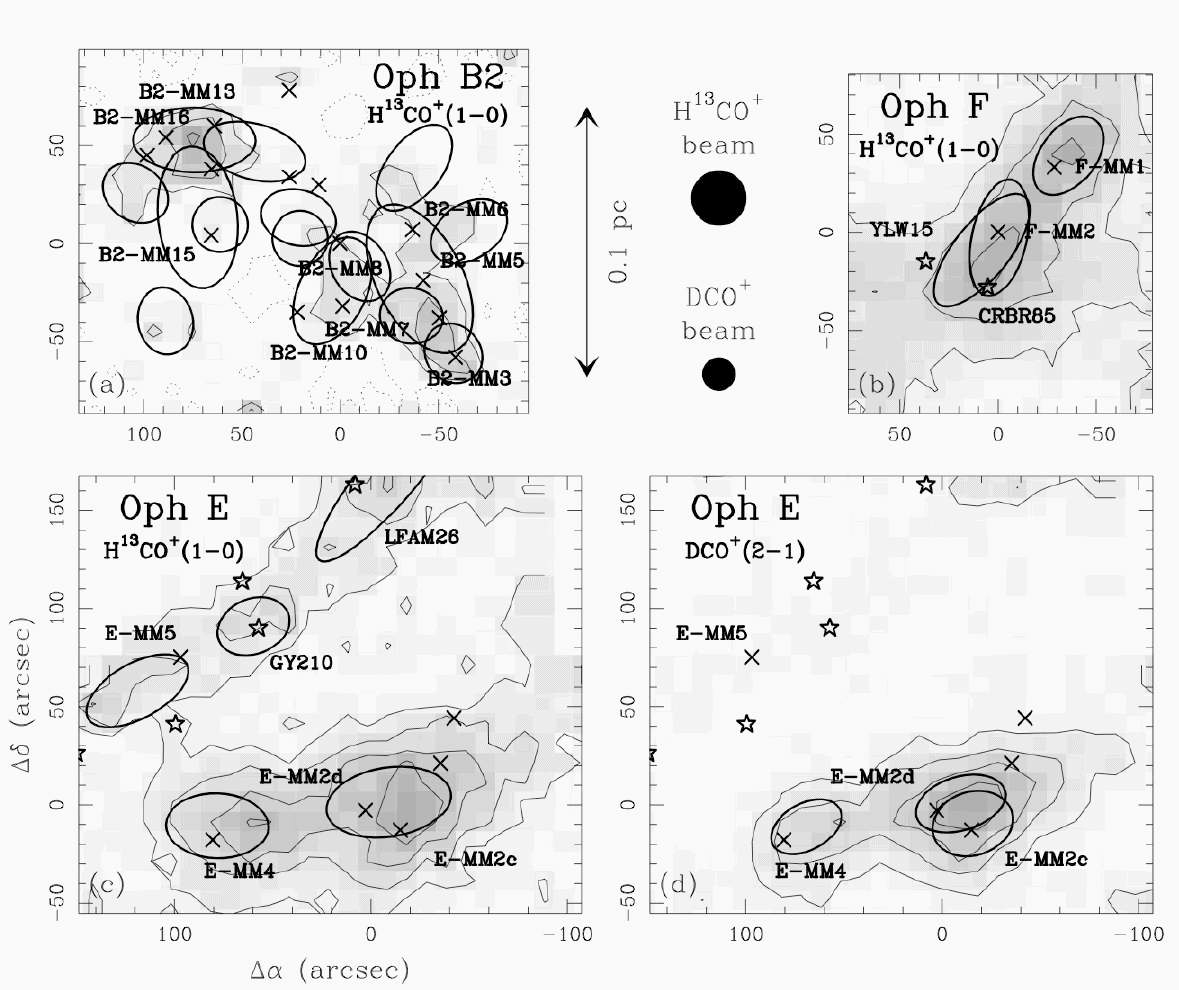 Oph B2
H¹³CO⁺(1-0)
B2-MM13
B2-MM16
B2-MM6
B2-MM15
B2-MM8
B2-MM5
B2-MM7
B2-MM10
B2-MM3
(a)
50
0
-50
100 50 0 -50
H¹³CO⁺
beam
0.1 pc
DCO⁺
beam
Oph F
H¹³CO⁺(1-0)
F-MM1
YLW15
F-MM2
CRBR85
(b)
50
0
-50
50 0 -50
Oph E
H¹³CO⁺(1-0)
LFAM26
E-MM5
GY210
E-MM2d
E-MM4
E-MM2c
(c)
150
100
50
0
-50
100 0 -100
Δδ (arcsec)
Δα (arcsec)
Oph E
DCO⁺(2-1)
E-MM5
E-MM2d
E-MM4
E-MM2c
(d)
150
100
50
0
-50
100 0 -100